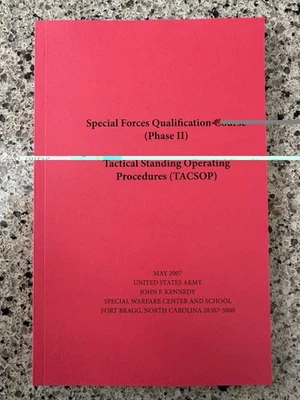 Special Forces Qualification Course
(Phase II)
Tactical Standing Operating
Procedures (TACSOP)
MAY 2007
UNITED STATES ARMY
JOHN F. KENNEDY
SPECIAL WARFARE CENTER AND SCHOOL
FORT BRAGG, NORTH CAROLINA 28307-5000